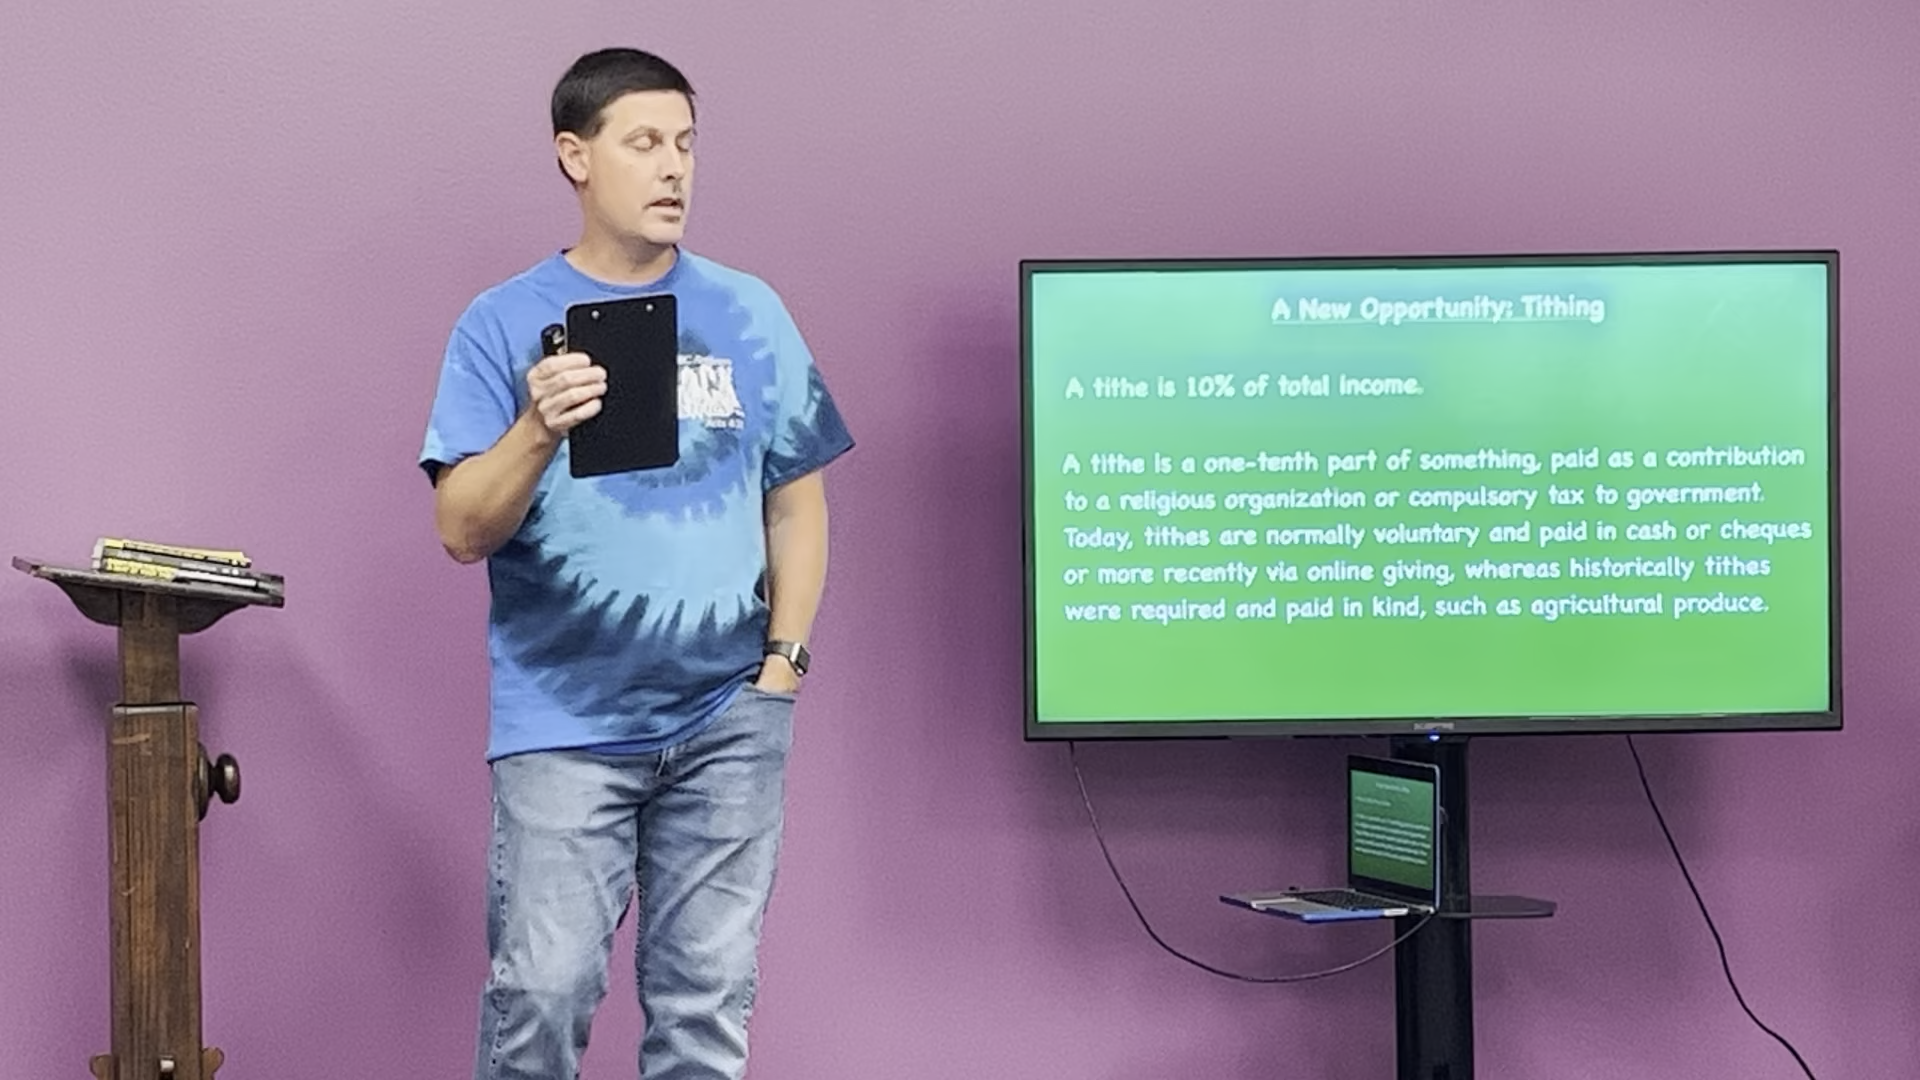 A New Opportunity: Tithing
A tithe is 10% of total income.
A tithe is a one-tenth part of something, paid as a contribution
to a religious organization or compulsory tax to government.
Today, tithes are normally voluntary and paid in cash or cheques
or more recently via online giving, whereas historically tithes
were required and paid in kind, such as agricultural produce.